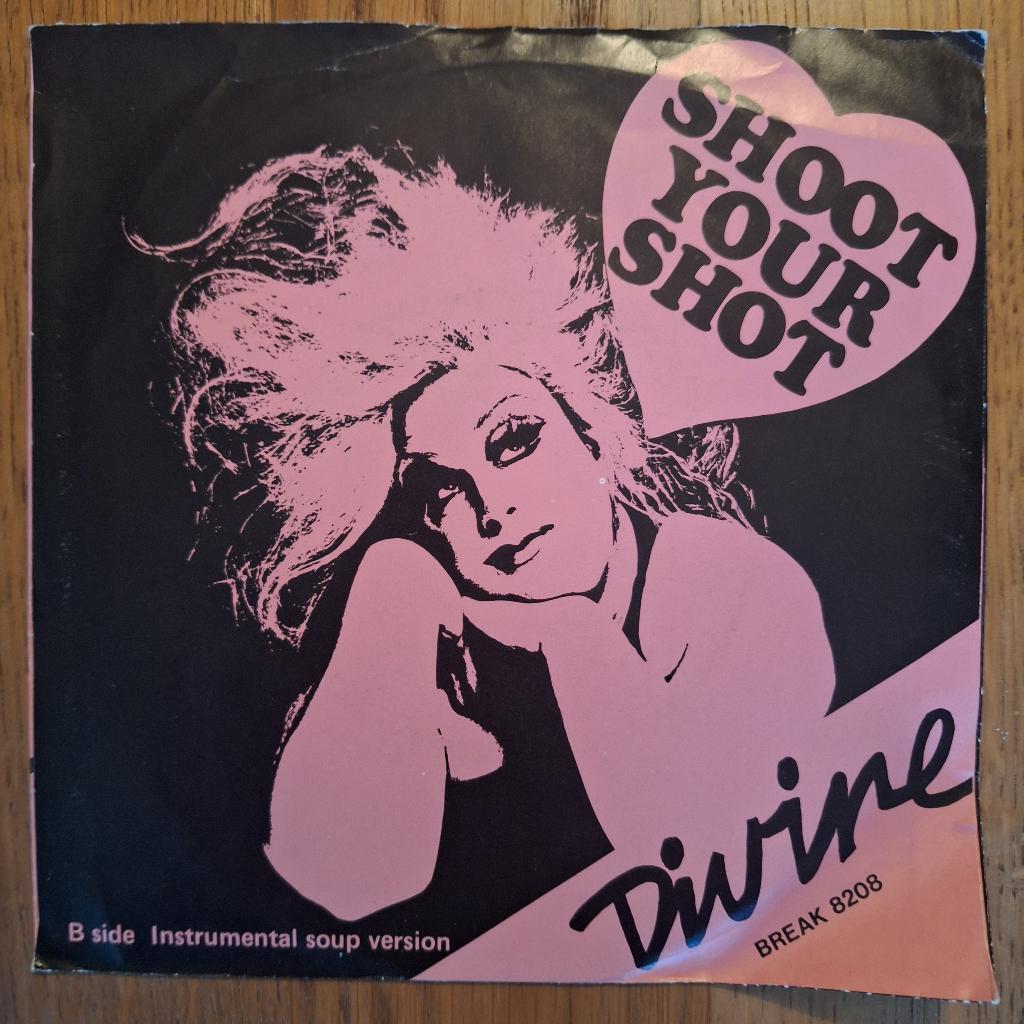 SHOOT
YOUR
SHOT
Divine
BREAK 8208
B side Instrumental soup version